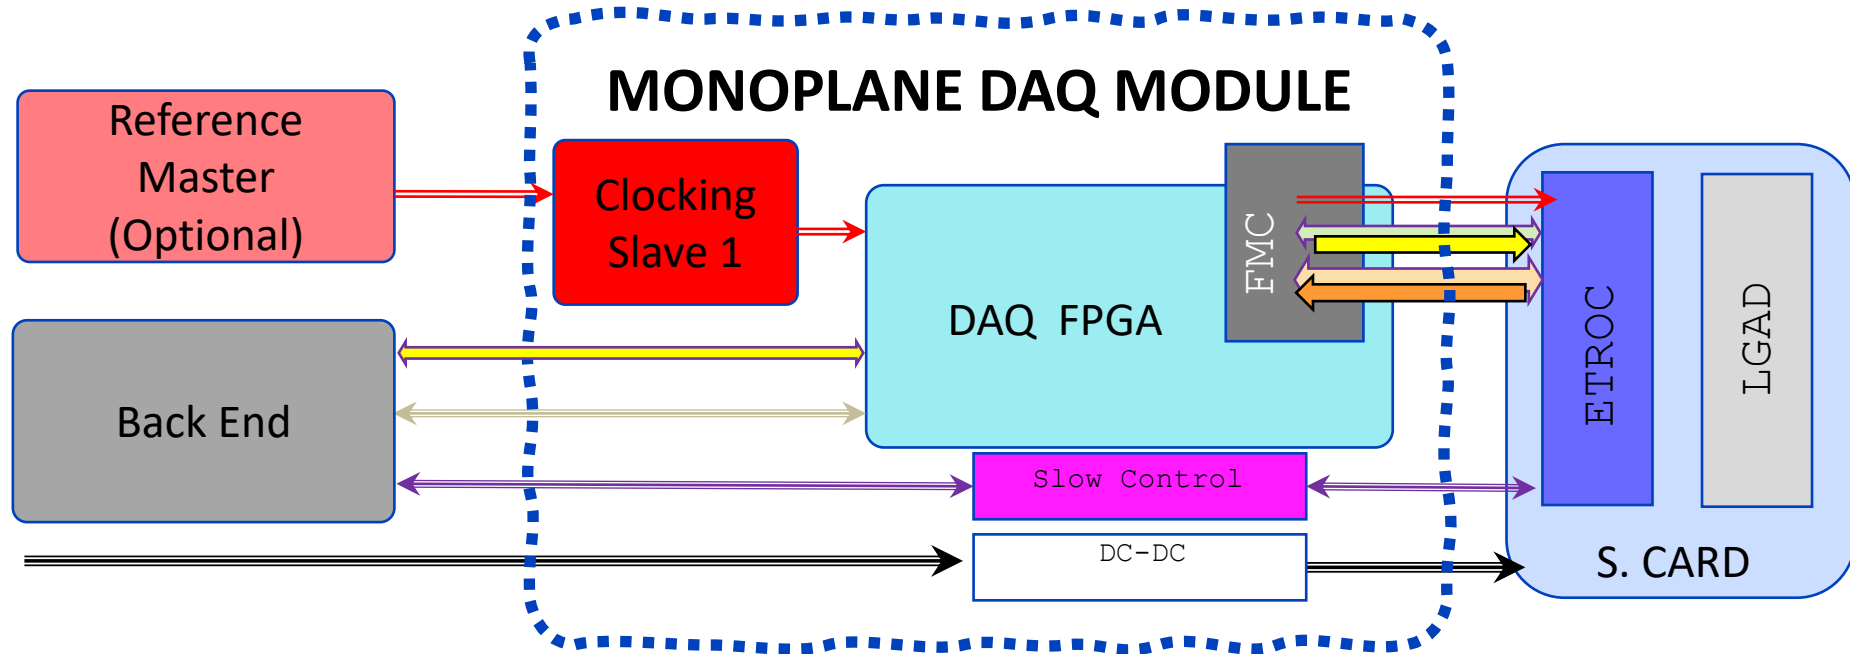 MONOPLANE DAQ MODULE
Reference
Master
(Optional)
Clocking
Slave 1
FMC
DAQ FPGA
ETROC
LGAD
Back End
Slow Control
DC-DC
S. CARD